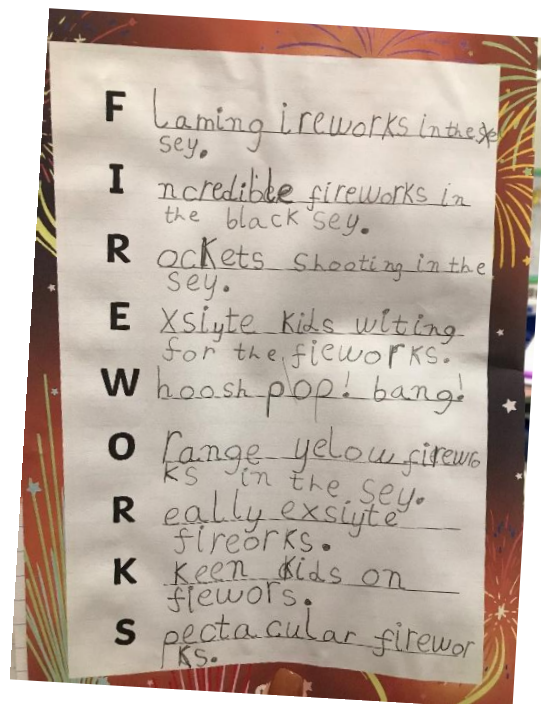 F Laming ireworks in the
sey.
I ncredible fireworks in
the black sey.
R ockets shooting in the
sey.
E xsiyte kids witing
for the fieworks.
W hoosh pop! bang!
O range yelow firewo
ks in the sey.
R eally exsiyte
fireorks.
K keen kids on
fiewors.
S pectacular firewor
ks.